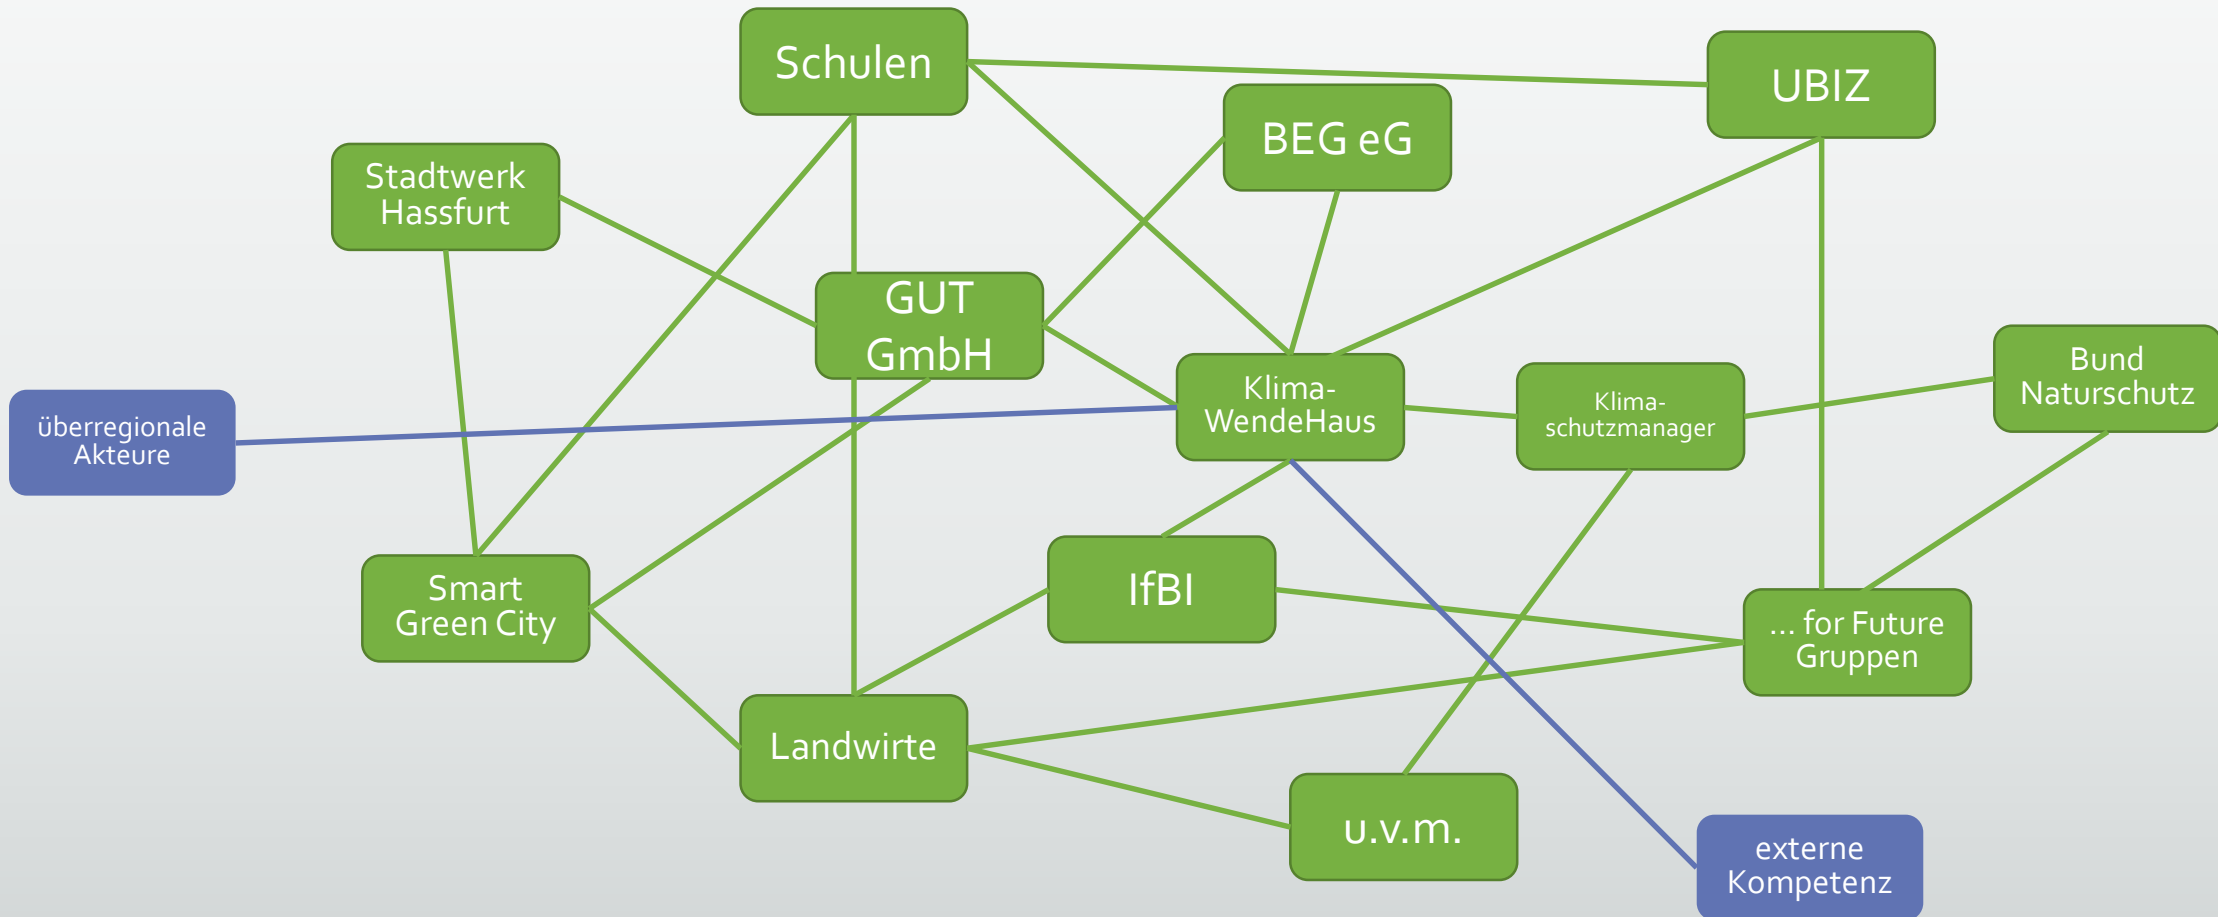 Schulen
UBIZ
BEG eG
Stadtwerk
Hassfurt
GUT
GmbH
Bund
Naturschutz
Klima-
WendeHaus
Klima-
schutzmanager
überregionale
Akteure
IfBI
Smart
Green City
... for Future
Gruppen
Landwirte
u.v.m.
externe
Kompetenz